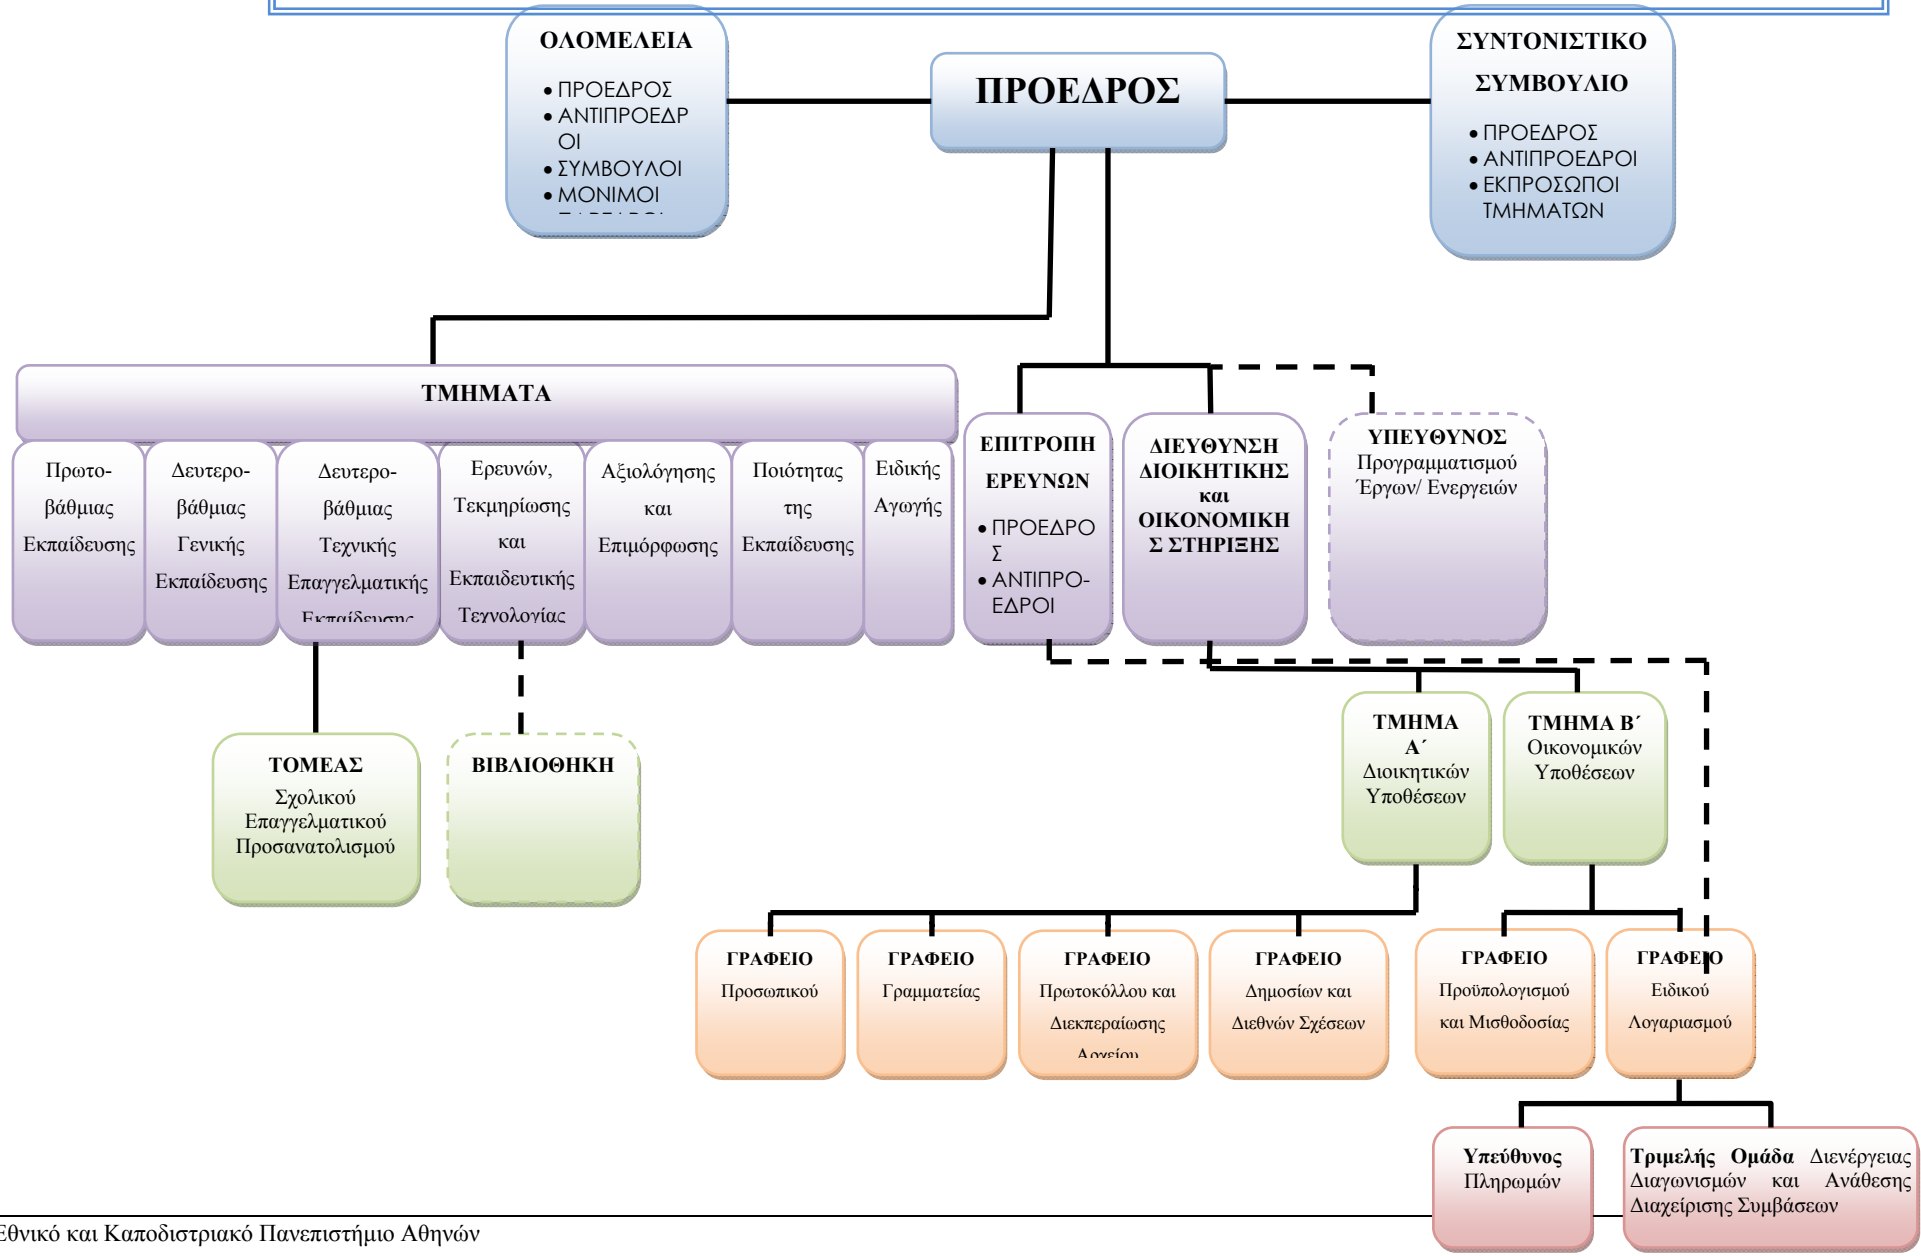 ΟΛΟΜΕΛΕΙΑ
• ΠΡΟΕΔΡΟΣ
• ΑΝΤΙΠΡΟΕΔΡ
ΟΙ
• ΣΥΜΒΟΥΛΟΙ
• ΜΟΝΙΜΟΙ
ΠΡΟΕΔΡΟΣ
ΣΥΝΤΟΝΙΣΤΙΚΟ
ΣΥΜΒΟΥΛΙΟ
• ΠΡΟΕΔΡΟΣ
• ΑΝΤΙΠΡΟΕΔΡΟΙ
• ΕΚΠΡΟΣΩΠΟΙ
ΤΜΗΜΑΤΩΝ
ΤΜΗΜΑΤΑ
Πρωτο-
βάθμιας
Εκπαίδευσης
Δευτερο-
βάθμιας
Γενικής
Εκπαίδευσης
Δευτερο-
βάθμιας
Τεχνικής
Επαγγελματικής
Εκπαίδευσης
Ερευνών,
Τεκμηρίωσης
και
Εκπαιδευτικής
Τεχνολογίας
Αξιολόγησης
και
Επιμόρφωσης
Ποιότητας
της
Εκπαίδευσης
Ειδικής
Αγωγής
ΕΠΙΤΡΟΠΗ
ΕΡΕΥΝΩΝ
• ΠΡΟΕΔΡΟ
Σ
• ΑΝΤΙΠΡΟ-
ΕΔΡΟΙ
ΔΙΕΥΘΥΝΣΗ
ΔΙΟΙΚΗΤΙΚΗΣ
και
ΟΙΚΟΝΟΜΙΚΗ
Σ ΣΤΗΡΙΞΗΣ
ΥΠΕΥΘΥΝΟΣ
Προγραμματισμού
Έργων/ Ενεργειών
ΤΟΜΕΑΣ
Σχολικού
Επαγγελματικού
Προσανατολισμού
ΒΙΒΛΙΟΘΗΚΗ
ΤΜΗΜΑ
Α΄
Διοικητικών
Υποθέσεων
ΤΜΗΜΑ Β΄
Οικονομικών
Υποθέσεων
ΓΡΑΦΕΙΟ
Προσωπικού
ΓΡΑΦΕΙΟ
Γραμματείας
ΓΡΑΦΕΙΟ
Πρωτοκόλλου και
Διεκπεραίωσης
Αρχείου
ΓΡΑΦΕΙΟ
Δημοσίων και
Διεθνών Σχέσεων
ΓΡΑΦΕΙΟ
Προϋπολογισμού
και Μισθοδοσίας
ΓΡΑΦΕΙΟ
Ειδικού
Λογαριασμού
Υπεύθυνος
Πληρωμών
Τριμελής Ομάδα Διενέργειας
Διαγωνισμών και Ανάθεσης
Διαχείρισης Συμβάσεων
Εθνικό και Καποδιστριακό Πανεπιστήμιο Αθηνών